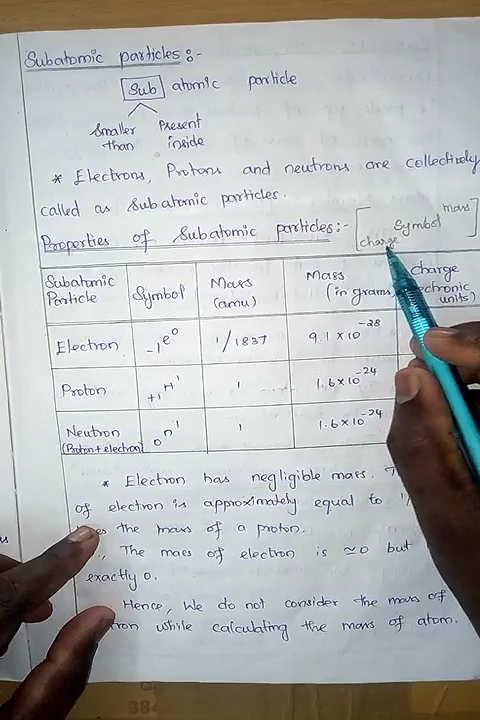 Subatomic particles :-
Sub atomic particle
Smaller than Present inside
* Electrons, Protons and neutrons are collectively
called as Subatomic particles.
Properties of Subatomic particles :- [charge Symbol mass]
Subatomic Particle Symbol Mass (amu) Mass (in grams) charge electronic units)
Electron -1e0 1/1837 9.1 x 10^-28
Proton +1H1 1 1.6 x 10^-24
Neutron (Proton + electron) 0n1 1 1.6 x 10^-24
* Electron has negligible mass.
of electron is approximately equal to
the mass of a proton.
The mass of electron is ≃0 but
exactly 0.
Hence, We do not consider the mass of
tron while calculating the mass of atom.
384